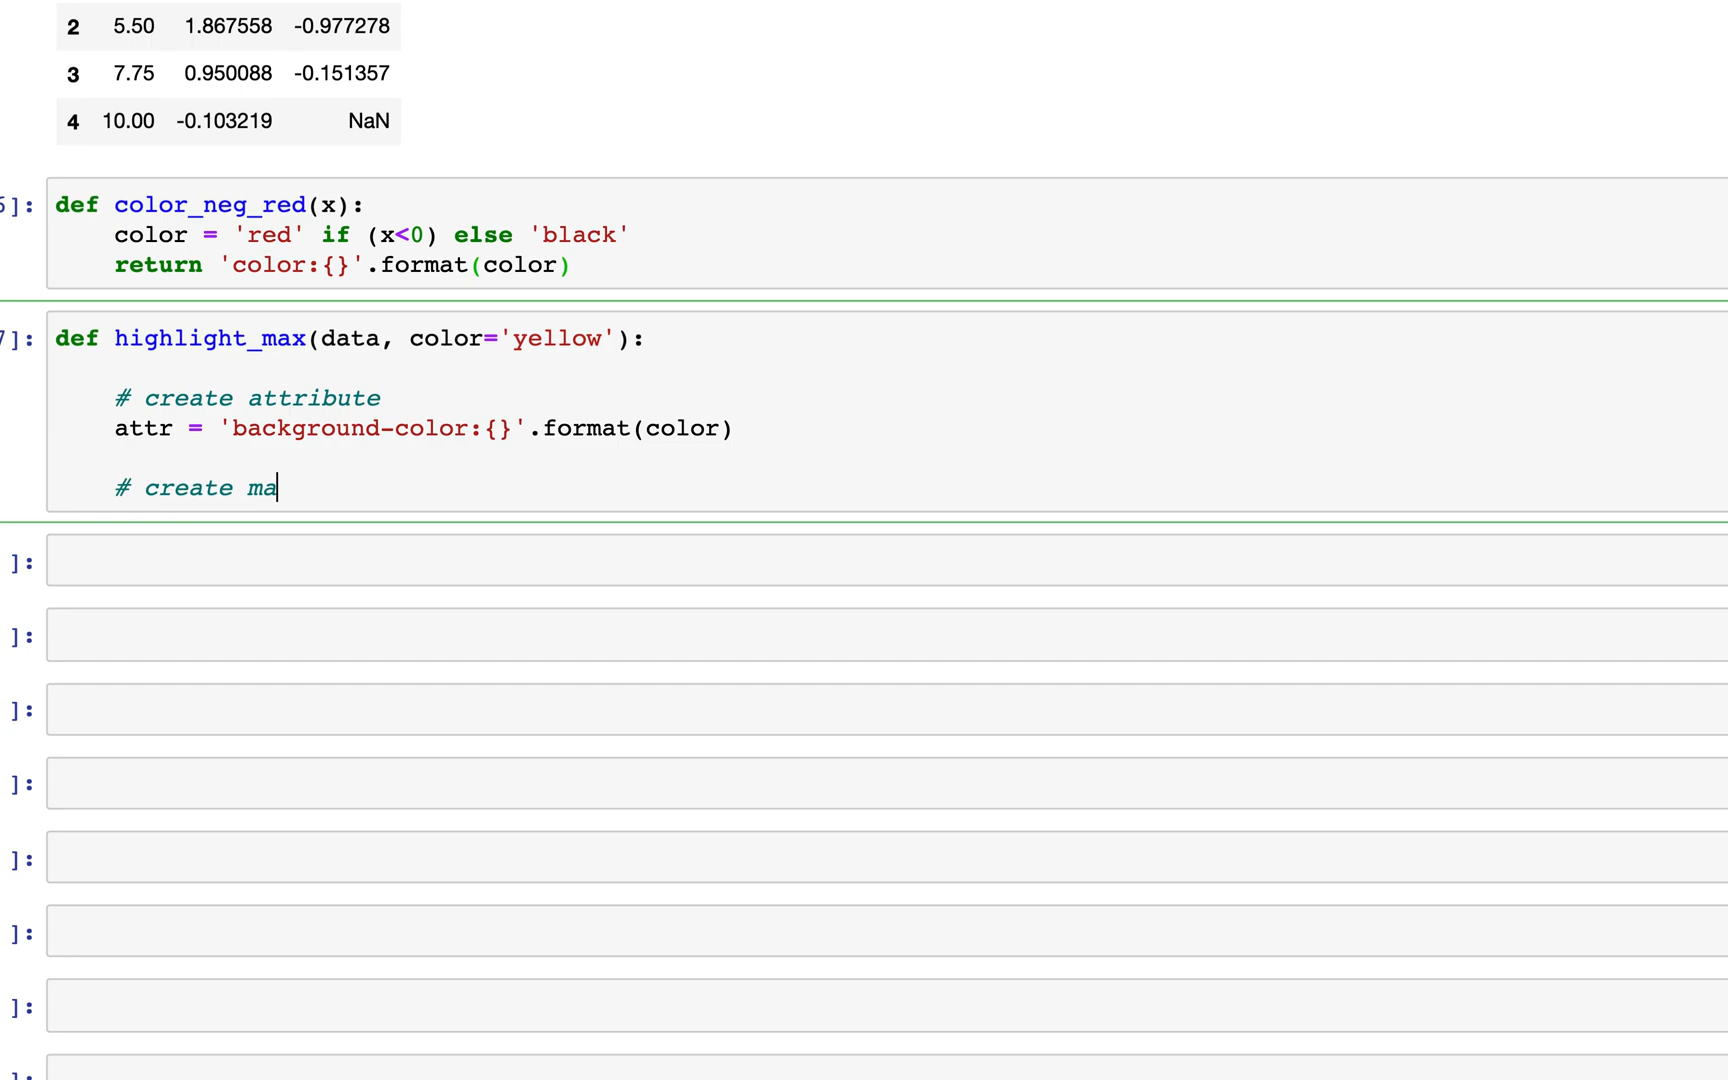 2 5.50 1.867558 -0.977278
3 7.75 0.950088 -0.151357
4 10.00 -0.103219 NaN
]: def color_neg_red(x):
color = 'red' if (x<0) else 'black'
return 'color:{}'.format(color)
]: def highlight_max(data, color='yellow'):
# create attribute
attr = 'background-color:{}'.format(color)
# create ma
]:
]:
]:
]:
]:
]:
]:
]: